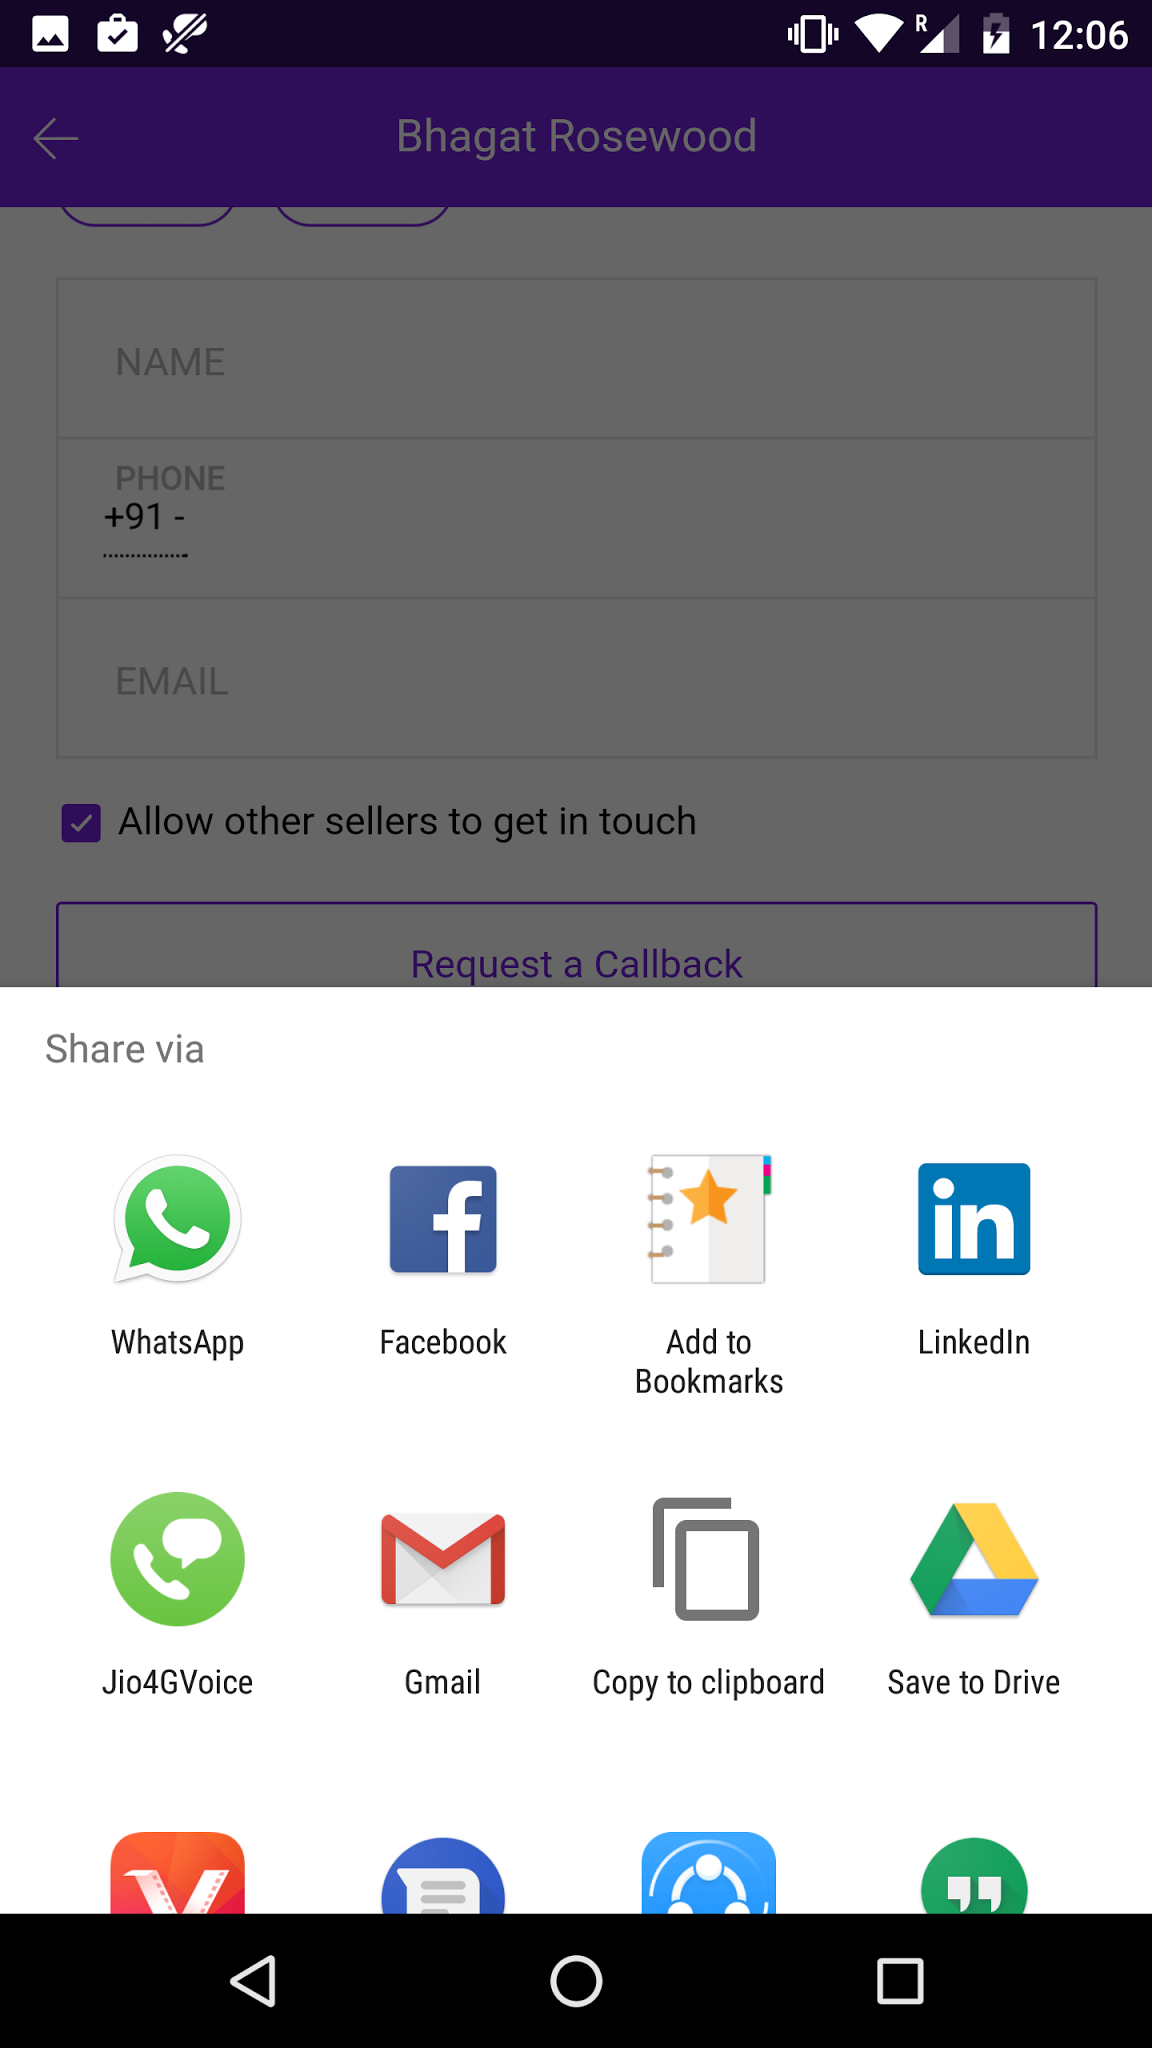 R 12:06
Bhagat Rosewood
NAME
PHONE
+91 -
EMAIL
Allow other sellers to get in touch
Request a Callback
Share via
WhatsApp Facebook Add to Bookmarks LinkedIn
Jio4GVoice Gmail Copy to clipboard Save to Drive